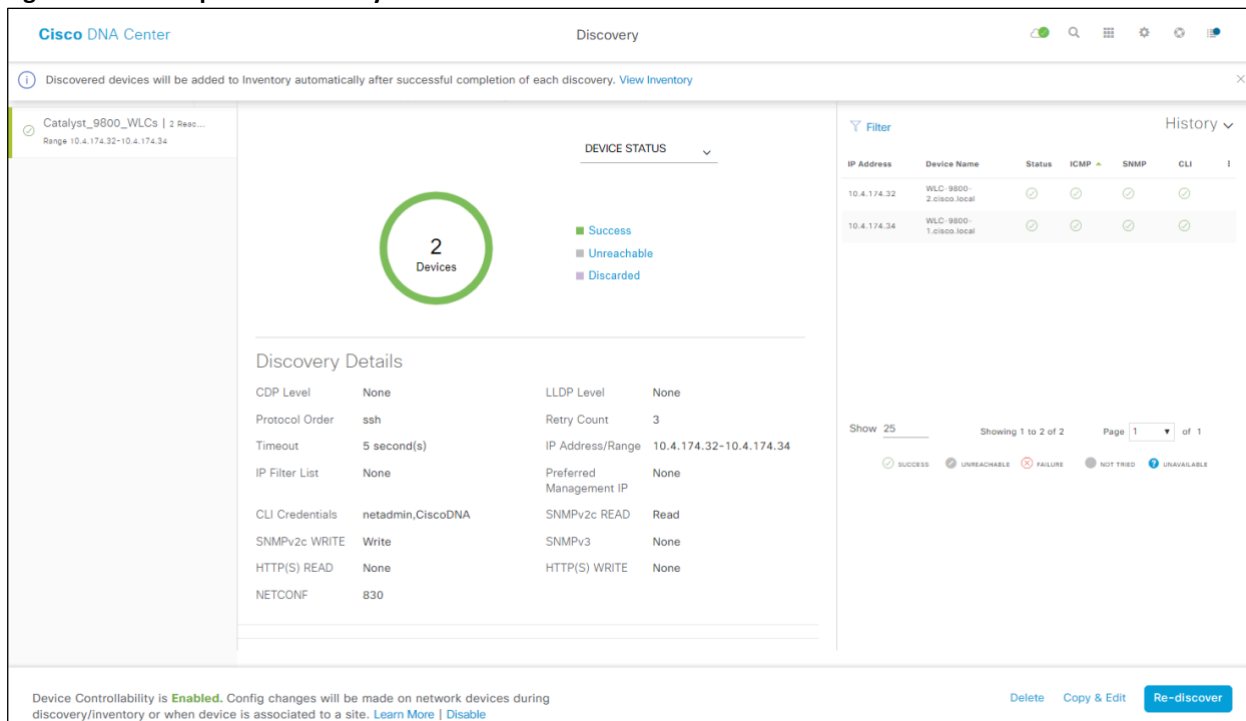 Cisco DNA Center
Discovery
Discovered devices will be added to Inventory automatically after successful completion of each discovery. View Inventory
Catalyst_9800_WLCs | 2 Reac...
Range 10.4.174.32-10.4.174.34
DEVICE STATUS
2
Devices
Success
Unreachable
Discarded
Discovery Details
CDP Level None LLDP Level None
Protocol Order ssh Retry Count 3
Timeout 5 second(s) IP Address/Range 10.4.174.32-10.4.174.34
IP Filter List None Preferred Management IP None
CLI Credentials netadmin,CiscoDNA SNMPv2c READ Read
SNMPv2c WRITE Write SNMPv3 None
HTTP(S) READ None HTTP(S) WRITE None
NETCONF 830
Filter
History
IP Address Device Name Status ICMP SNMP CLI
10.4.174.32 WLC-9800-2.cisco.local
10.4.174.34 WLC-9800-1.cisco.local
Show 25 Showing 1 to 2 of 2 Page 1 of 1
SUCCESS UNREACHABLE FAILURE NOT TRIED UNAVAILABLE
Device Controllability is Enabled. Config changes will be made on network devices during
discovery/inventory or when device is associated to a site. Learn More | Disable
Delete Copy & Edit Re-discover